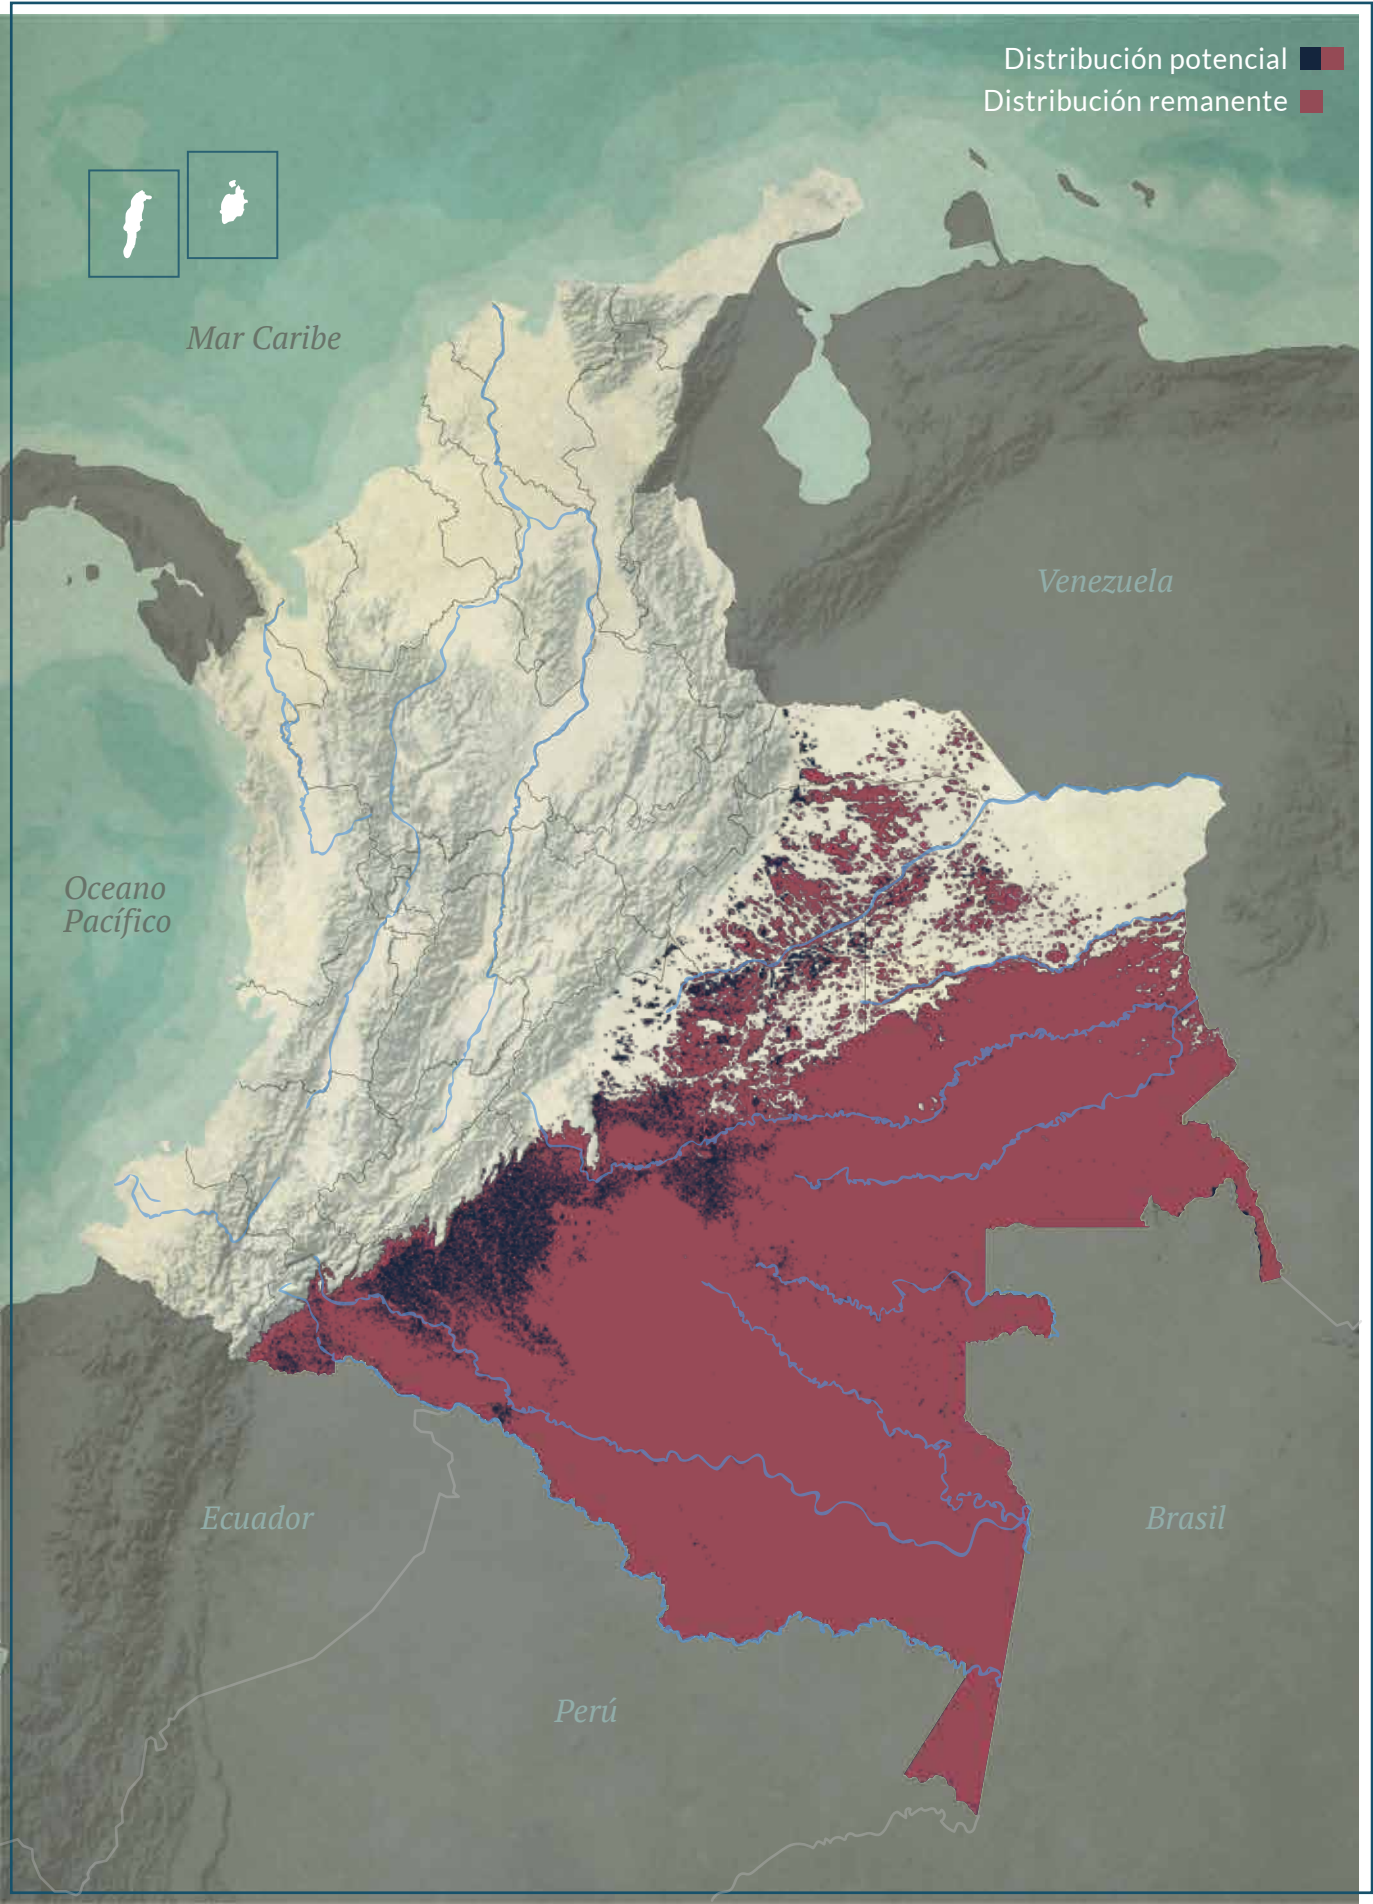 Distribución potencial
Distribución remanente
Mar Caribe
Venezuela
Oceano
Pacífico
Ecuador
Brasil
Perú